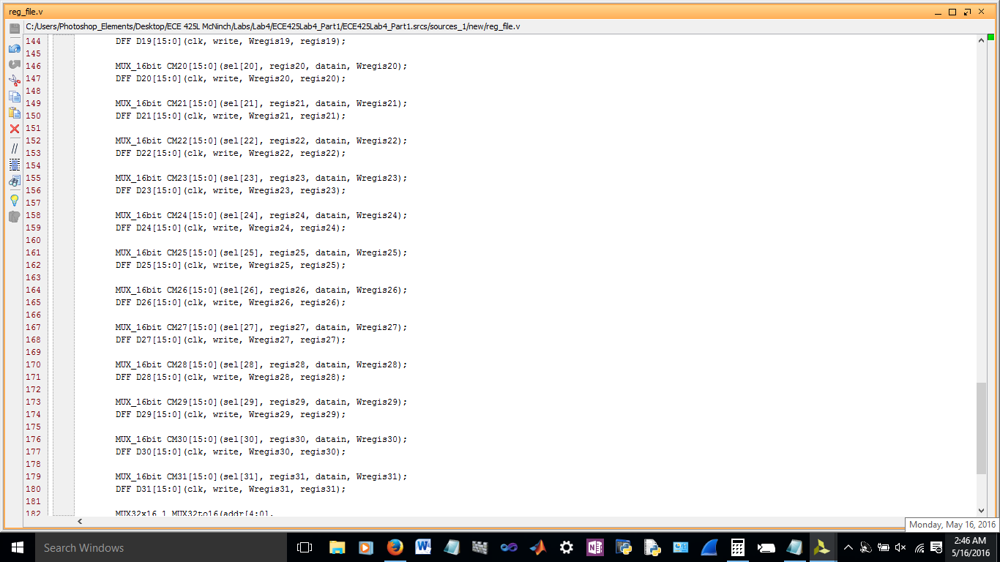 reg_file.v
C:/Users/Photoshop_Elements/Desktop/ECE 425L McNinch/Labs/Lab4/ECE425Lab4_Part1/ECE425Lab4_Part1.srcs/sources_1/new/reg_file.v
144 DFF D19[15:0](clk, write, Wregis19, regis19);
145
146 MUX_16bit CM20[15:0](sel[20], regis20, datain, Wregis20);
147 DFF D20[15:0](clk, write, Wregis20, regis20);
148
149 MUX_16bit CM21[15:0](sel[21], regis21, datain, Wregis21);
150 DFF D21[15:0](clk, write, Wregis21, regis21);
151
152 MUX_16bit CM22[15:0](sel[22], regis22, datain, Wregis22);
153 DFF D22[15:0](clk, write, Wregis22, regis22);
154
155 MUX_16bit CM23[15:0](sel[23], regis23, datain, Wregis23);
156 DFF D23[15:0](clk, write, Wregis23, regis23);
157
158 MUX_16bit CM24[15:0](sel[24], regis24, datain, Wregis24);
159 DFF D24[15:0](clk, write, Wregis24, regis24);
160
161 MUX_16bit CM25[15:0](sel[25], regis25, datain, Wregis25);
162 DFF D25[15:0](clk, write, Wregis25, regis25);
163
164 MUX_16bit CM26[15:0](sel[26], regis26, datain, Wregis26);
165 DFF D26[15:0](clk, write, Wregis26, regis26);
166
167 MUX_16bit CM27[15:0](sel[27], regis27, datain, Wregis27);
168 DFF D27[15:0](clk, write, Wregis27, regis27);
169
170 MUX_16bit CM28[15:0](sel[28], regis28, datain, Wregis28);
171 DFF D28[15:0](clk, write, Wregis28, regis28);
172
173 MUX_16bit CM29[15:0](sel[29], regis29, datain, Wregis29);
174 DFF D29[15:0](clk, write, Wregis29, regis29);
175
176 MUX_16bit CM30[15:0](sel[30], regis30, datain, Wregis30);
177 DFF D30[15:0](clk, write, Wregis30, regis30);
178
179 MUX_16bit CM31[15:0](sel[31], regis31, datain, Wregis31);
180 DFF D31[15:0](clk, write, Wregis31, regis31);
181
182 MUX32x16_1 MUX32to16(addr[4:0],
Monday, May 16, 2016
Search Windows
2:46 AM
5/16/2016